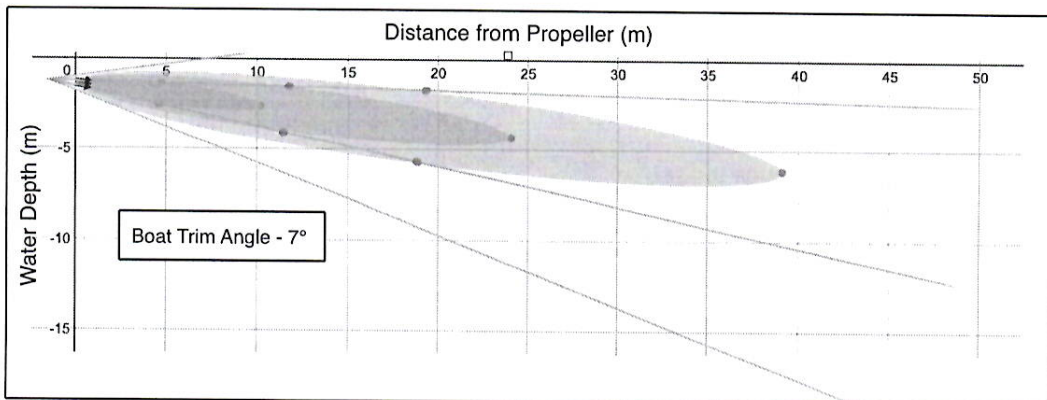 Distance from Propeller (m)
0 5 10 15 20 25 30 35 40 45 50
Water Depth (m)
-5
-10
-15
Boat Trim Angle - 7°